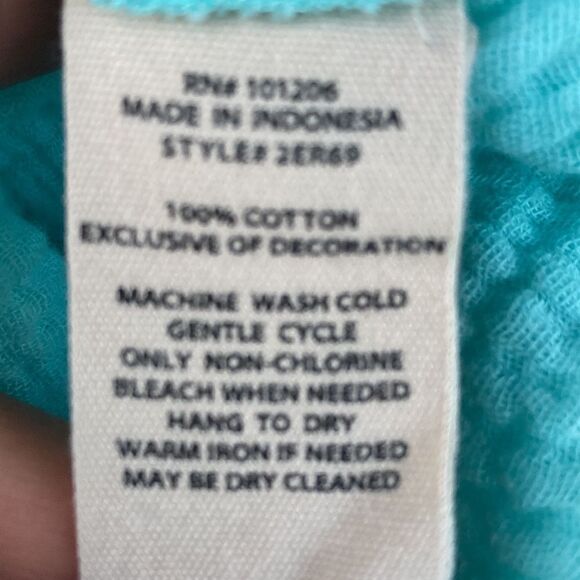 RN# 101206
MADE IN INDONESIA
STYLE# 2ER69
100% COTTON
EXCLUSIVE OF DECORATION
MACHINE WASH COLD
GENTLE CYCLE
ONLY NON-CHLORINE
BLEACH WHEN NEEDED
HANG TO DRY
WARM IRON IF NEEDED
MAY BE DRY CLEANED